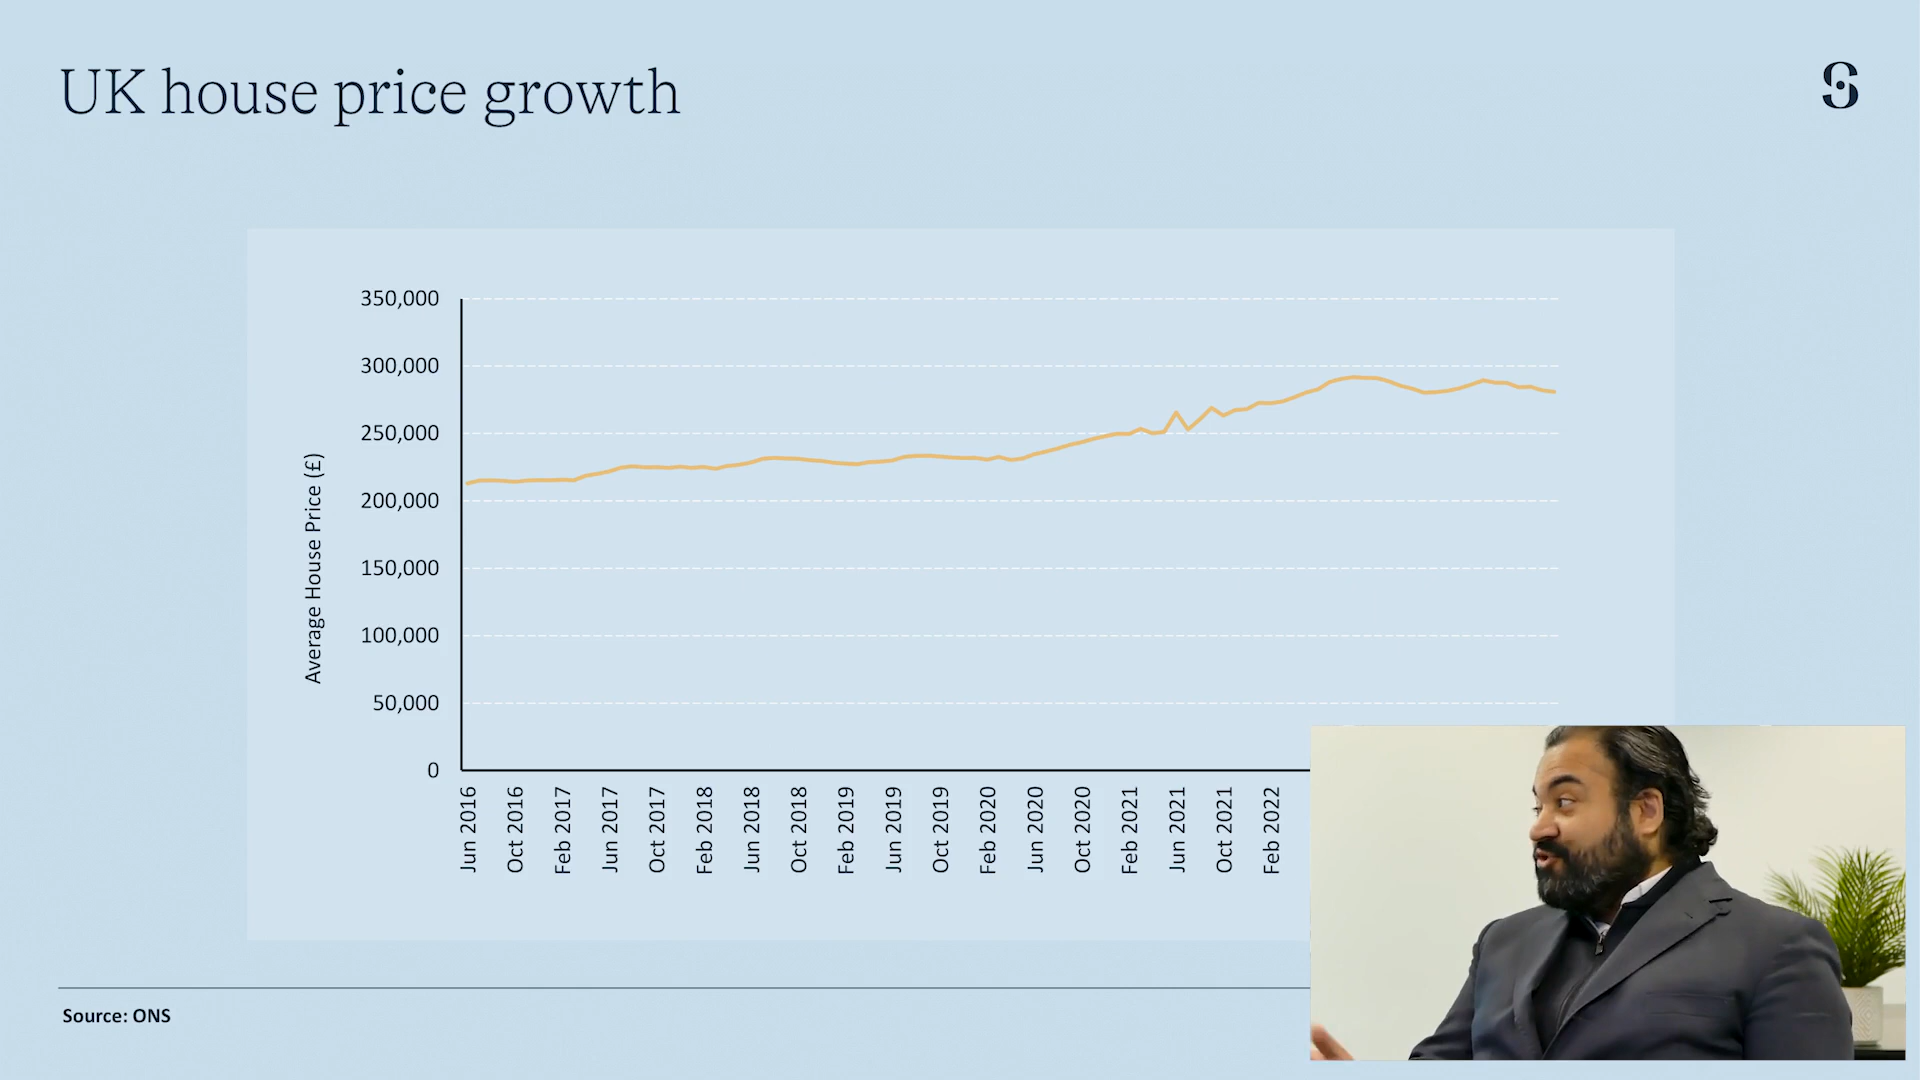 UK house price growth
350,000
300,000
250,000
200,000
150,000
100,000
50,000
0
Average House Price (£)
Jun 2016
Oct 2016
Feb 2017
Jun 2017
Oct 2017
Feb 2018
Jun 2018
Oct 2018
Feb 2019
Jun 2019
Oct 2019
Feb 2020
Jun 2020
Oct 2020
Feb 2021
Jun 2021
Oct 2021
Feb 2022
Source: ONS